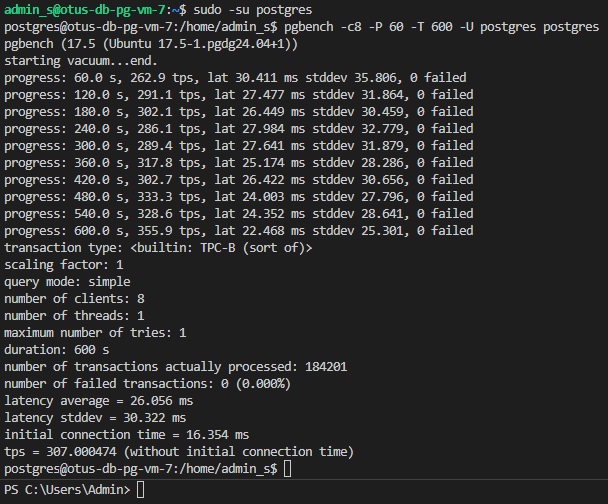 admin_s@otus-db-pg-vm-7:~$ sudo -su postgres
postgres@otus-db-pg-vm-7:/home/admin_s$ pgbench -c8 -P 60 -T 600 -U postgres postgres
pgbench (17.5 (Ubuntu 17.5-1.pgdg24.04+1))
starting vacuum...end.
progress: 60.0 s, 262.9 tps, lat 30.411 ms stddev 35.806, 0 failed
progress: 120.0 s, 291.1 tps, lat 27.477 ms stddev 31.864, 0 failed
progress: 180.0 s, 302.1 tps, lat 26.449 ms stddev 30.459, 0 failed
progress: 240.0 s, 286.1 tps, lat 27.984 ms stddev 32.779, 0 failed
progress: 300.0 s, 289.4 tps, lat 27.641 ms stddev 31.879, 0 failed
progress: 360.0 s, 317.8 tps, lat 25.174 ms stddev 28.286, 0 failed
progress: 420.0 s, 302.7 tps, lat 26.422 ms stddev 30.656, 0 failed
progress: 480.0 s, 333.3 tps, lat 24.003 ms stddev 27.796, 0 failed
progress: 540.0 s, 328.6 tps, lat 24.352 ms stddev 28.641, 0 failed
progress: 600.0 s, 355.9 tps, lat 22.468 ms stddev 25.301, 0 failed
transaction type: <builtin: TPC-B (sort of)>
scaling factor: 1
query mode: simple
number of clients: 8
number of threads: 1
maximum number of tries: 1
duration: 600 s
number of transactions actually processed: 184201
number of failed transactions: 0 (0.000%)
latency average = 26.056 ms
latency stddev = 30.322 ms
initial connection time = 16.354 ms
tps = 307.000474 (without initial connection time)
postgres@otus-db-pg-vm-7:/home/admin_s$
PS C:\Users\Admin>